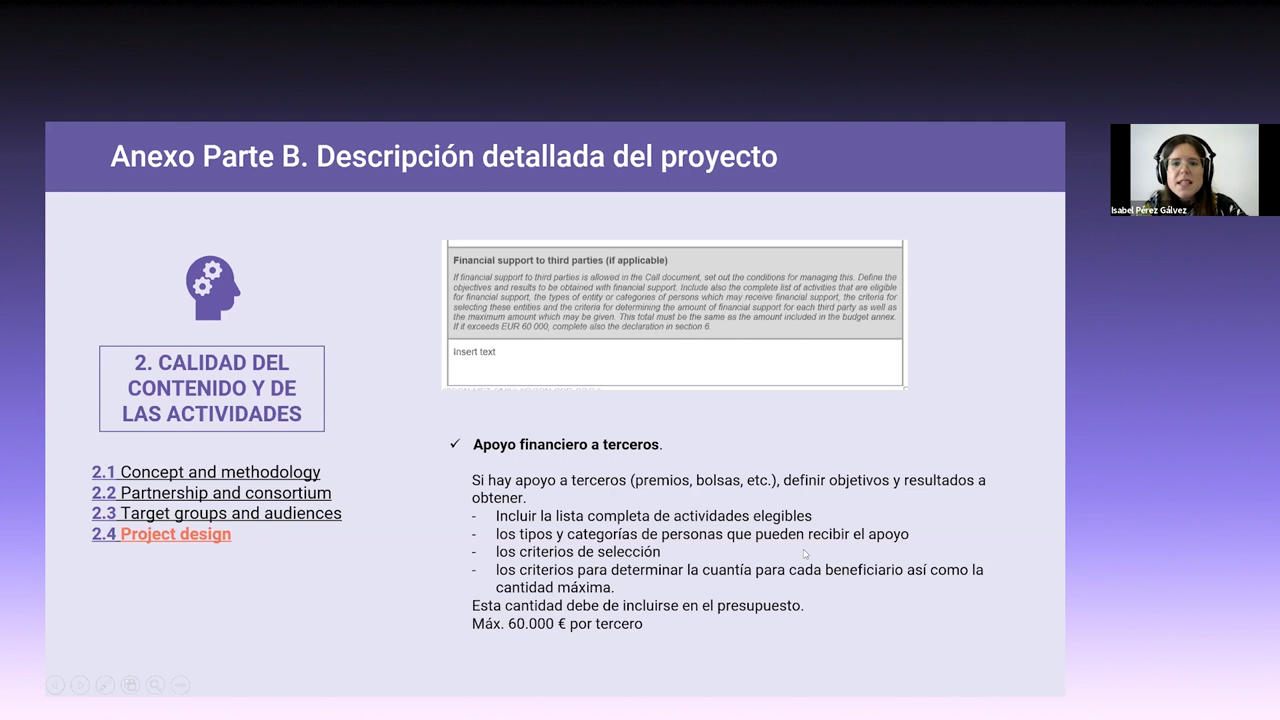 Anexo Parte B. Descripción detallada del proyecto
Isabel Pérez Gálvez
Financial support to third parties (if applicable)
If financial support to third parties is allowed in the Call document, set out the conditions for managing this. Define the
objectives and results to be obtained with financial support. Include also the complete list of activities that are eligible
for financial support, the types of entity or categories of persons which may receive financial support, the criteria for
selecting these entities and the criteria for determining the amount of financial support for each third party as well as
the maximum amount which may be given. This total must be the same as the amount included in the budget annex.
If it exceeds EUR 60 000, complete also the declaration in section 6.
Insert text
2. CALIDAD DEL
CONTENIDO Y DE
LAS ACTIVIDADES
2.1 Concept and methodology
2.2 Partnership and consortium
2.3 Target groups and audiences
2.4 Project design
✓ Apoyo financiero a terceros.
Si hay apoyo a terceros (premios, bolsas, etc.), definir objetivos y resultados a
obtener.
- Incluir la lista completa de actividades elegibles
- los tipos y categorías de personas que pueden recibir el apoyo
- los criterios de selección
- los criterios para determinar la cuantía para cada beneficiario así como la
cantidad máxima.
Esta cantidad debe de incluirse en el presupuesto.
Máx. 60.000 € por tercero